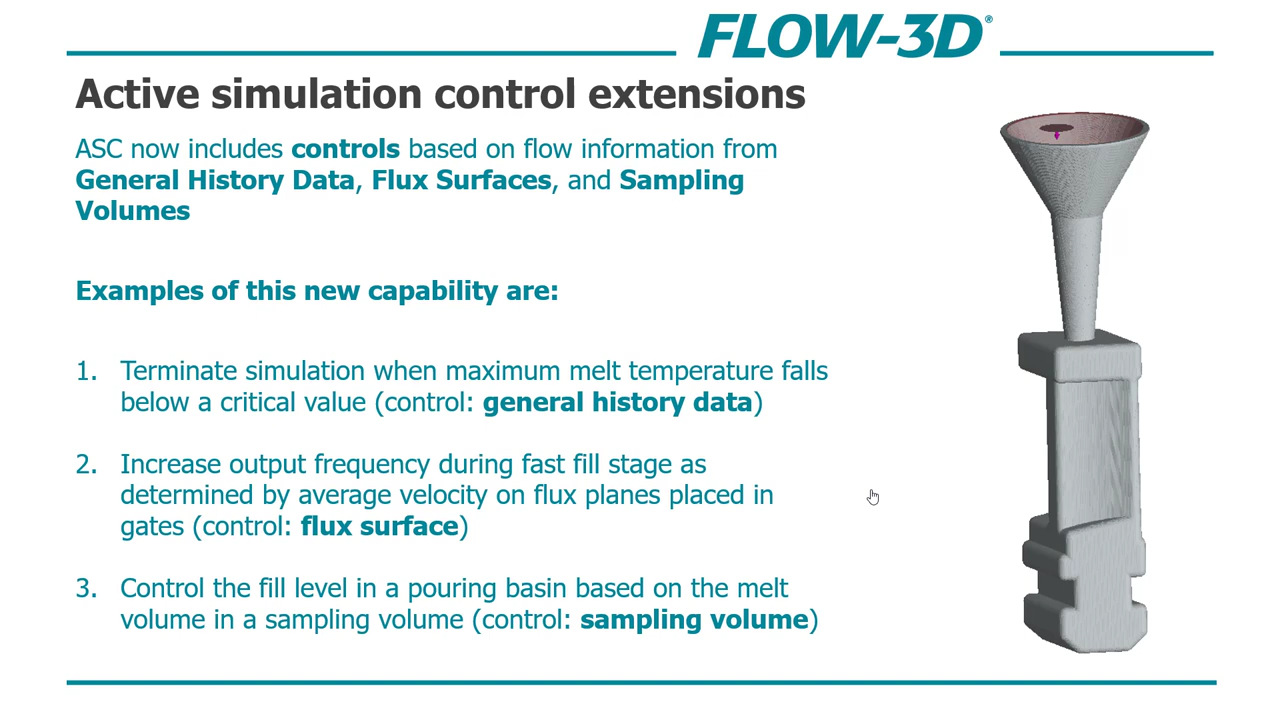 FLOW-3D®
Active simulation control extensions
ASC now includes controls based on flow information from
General History Data, Flux Surfaces, and Sampling
Volumes
Examples of this new capability are:
1. Terminate simulation when maximum melt temperature falls
below a critical value (control: general history data)
2. Increase output frequency during fast fill stage as
determined by average velocity on flux planes placed in
gates (control: flux surface)
3. Control the fill level in a pouring basin based on the melt
volume in a sampling volume (control: sampling volume)